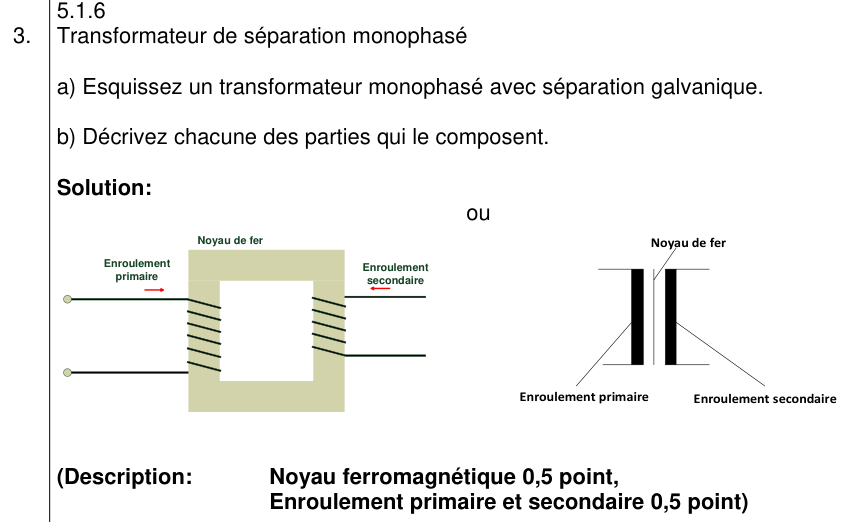 5.1.6
3. Transformateur de séparation monophasé
a) Esquissez un transformateur monophasé avec séparation galvanique.
b) Décrivez chacune des parties qui le composent.
Solution:
ou
Noyau de fer
Enroulement
primaire
Enroulement
secondaire
Noyau de fer
Enroulement primaire
Enroulement secondaire
(Description: Noyau ferromagnétique 0,5 point,
Enroulement primaire et secondaire 0,5 point)